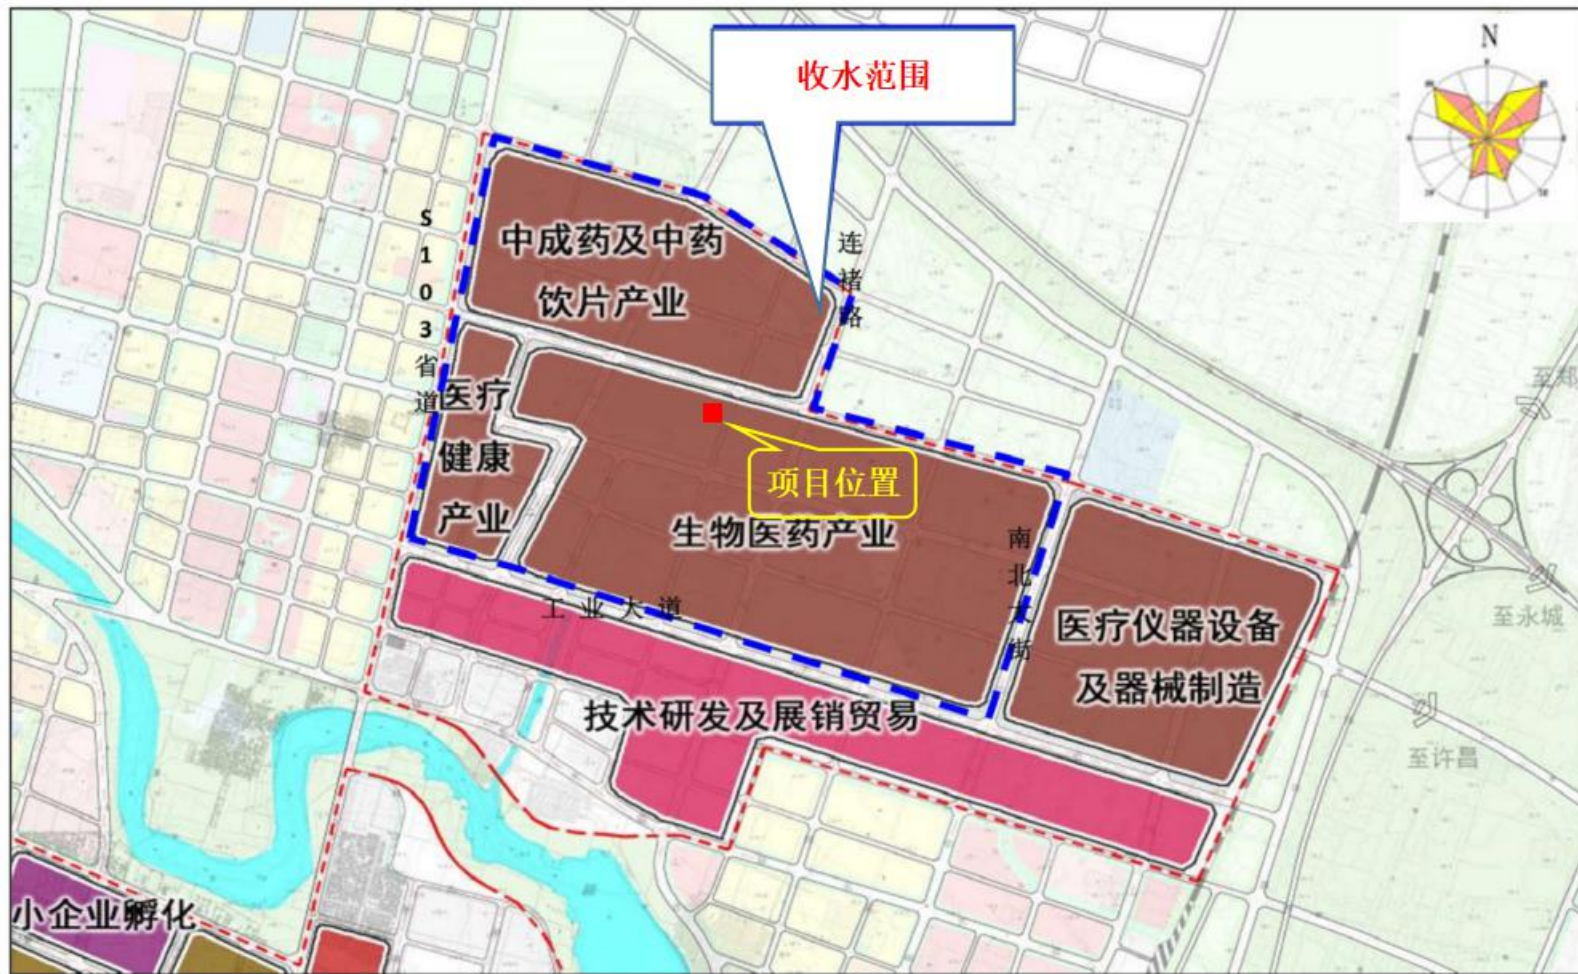 收水范围
N
连
褚
路
中成药及中药
饮片产业
S
1
0
3
省
道
至郑
医疗
健康
产业
项目位置
生物医药产业
南
北
大
街
工业大道
至永城
医疗仪器设备
及器械制造
技术研发及展销贸易
至许昌
小企业孵化